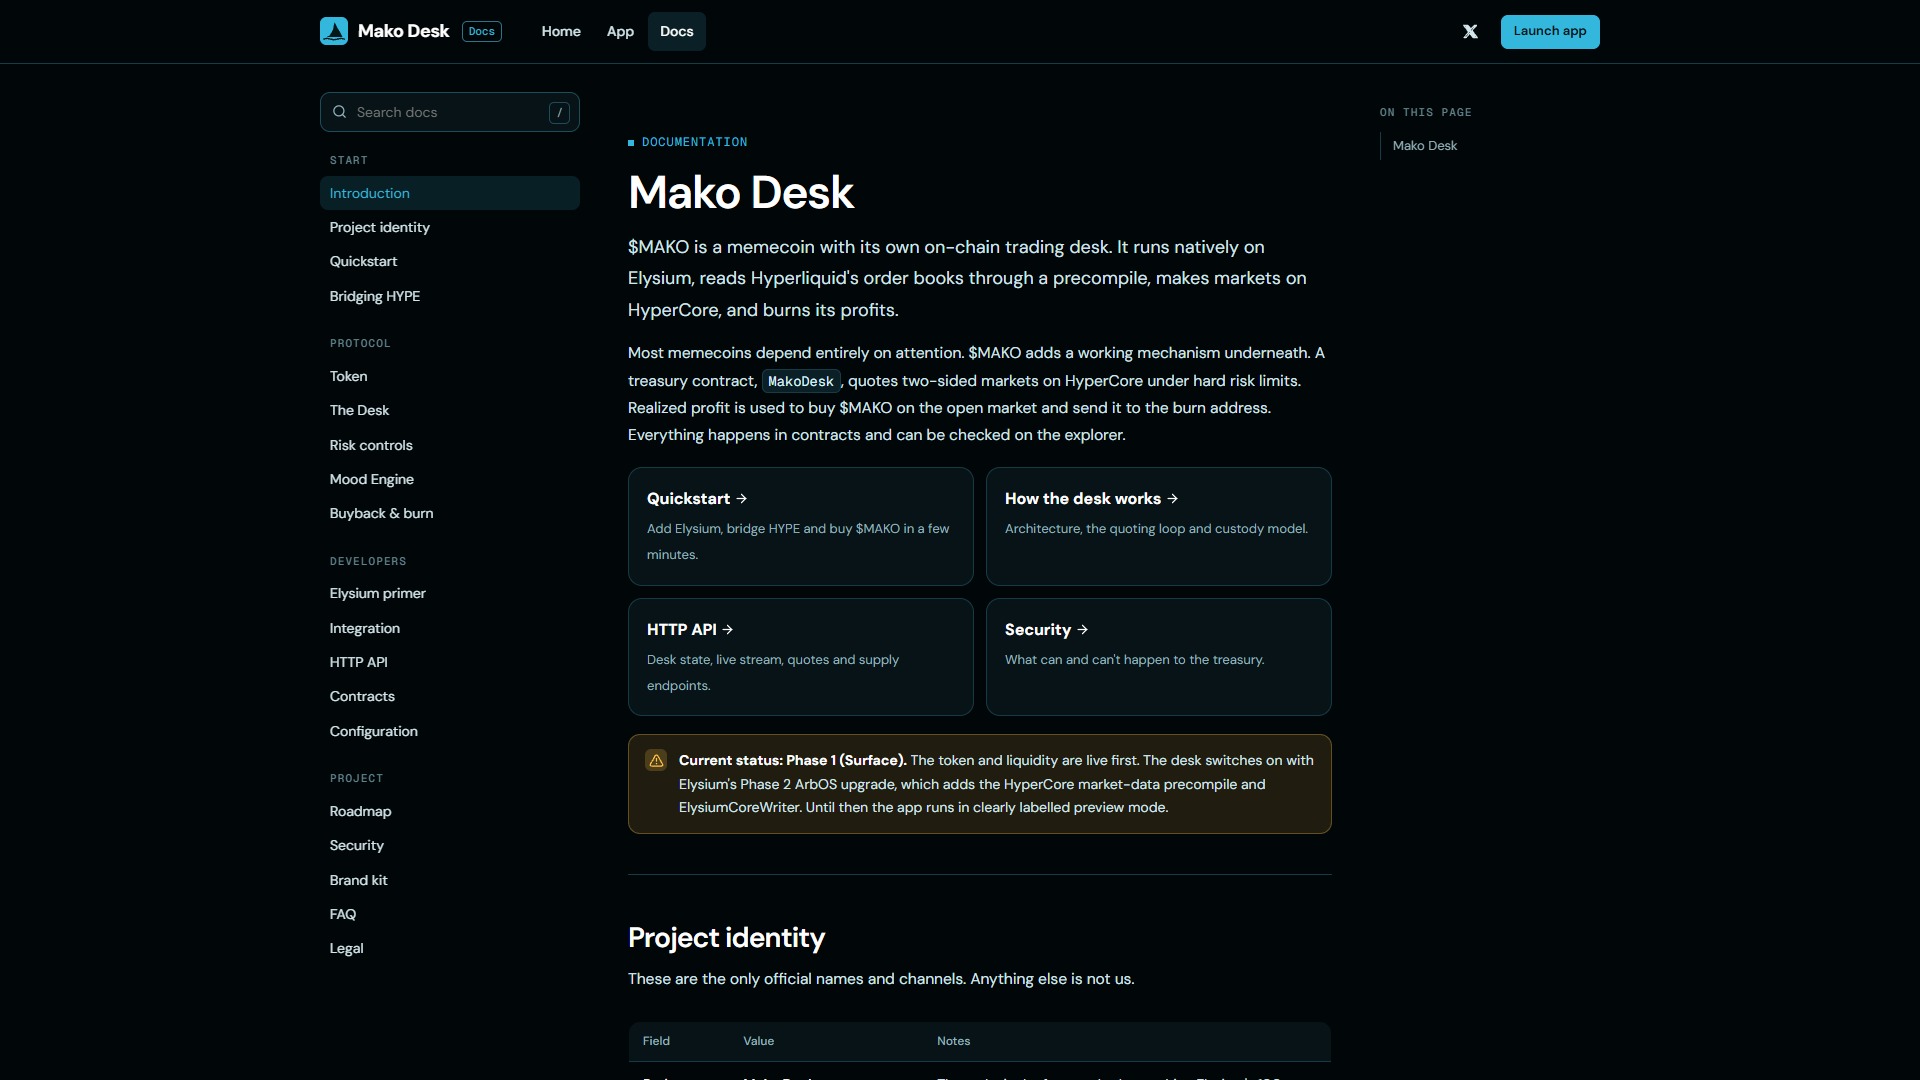 Mako Desk Docs Home App Docs Launch app
Search docs /
START
Introduction
Project identity
Quickstart
Bridging HYPE
PROTOCOL
Token
The Desk
Risk controls
Mood Engine
Buyback & burn
DEVELOPERS
Elysium primer
Integration
HTTP API
Contracts
Configuration
PROJECT
Roadmap
Security
Brand kit
FAQ
Legal
DOCUMENTATION
Mako Desk
$MAKO is a memecoin with its own on-chain trading desk. It runs natively on
Elysium, reads Hyperliquid's order books through a precompile, makes markets on
HyperCore, and burns its profits.
Most memecoins depend entirely on attention. $MAKO adds a working mechanism underneath. A
treasury contract, MakoDesk, quotes two-sided markets on HyperCore under hard risk limits.
Realized profit is used to buy $MAKO on the open market and send it to the burn address.
Everything happens in contracts and can be checked on the explorer.
Quickstart →
Add Elysium, bridge HYPE and buy $MAKO in a few
minutes.
How the desk works →
Architecture, the quoting loop and custody model.
HTTP API →
Desk state, live stream, quotes and supply
endpoints.
Security →
What can and can't happen to the treasury.
Current status: Phase 1 (Surface). The token and liquidity are live first. The desk switches on with
Elysium's Phase 2 ArbOS upgrade, which adds the HyperCore market-data precompile and
ElysiumCoreWriter. Until then the app runs in clearly labelled preview mode.
Project identity
These are the only official names and channels. Anything else is not us.
Field Value Notes
ON THIS PAGE
Mako Desk